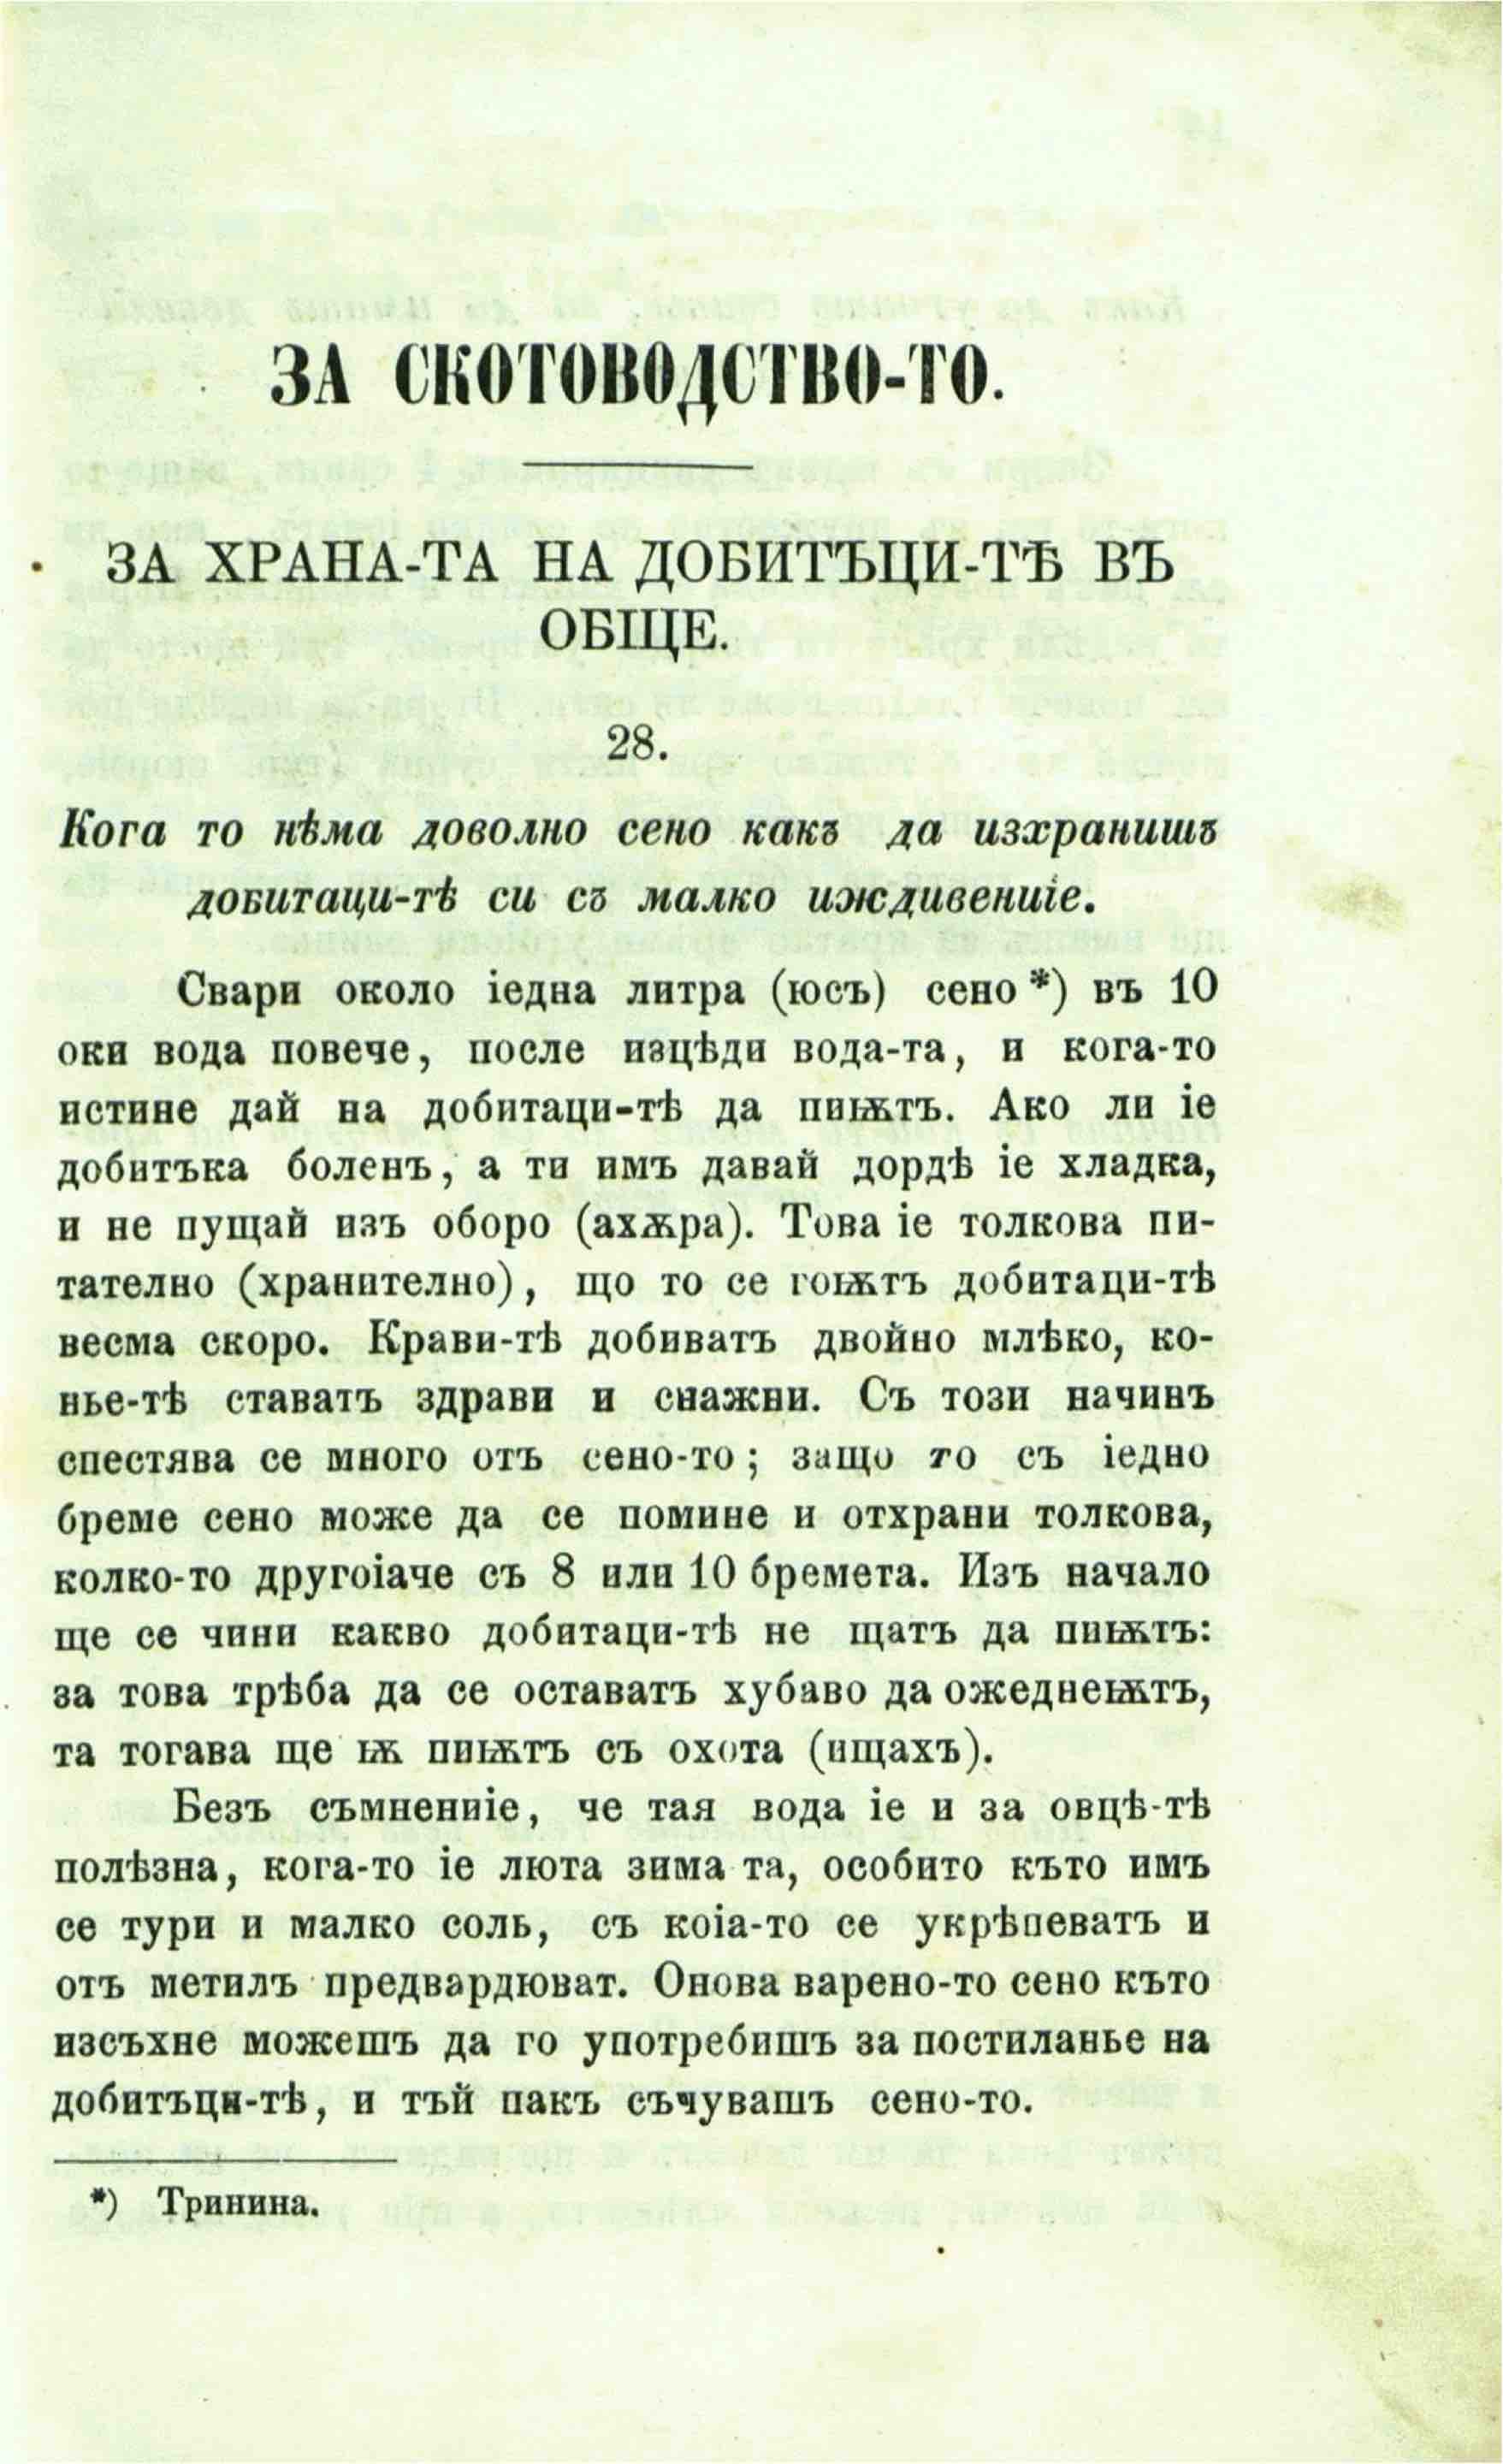 ЗА СКОТОВОДСТВО-ТО.
ЗА ХРАНА-ТА НА ДОБИТЪЦИ-ТѢ ВЪ
ОБЩЕ.
28.
Кога то нѣма доволно сено какъ да изхранишъ
добитаци-тѣ си съ малко иждивениіе.
Свари около іедна литра (юсъ) сено *) въ 10
оки вода повече, после изцѣди вода-та, и кога-то
истине дай на добитаци-тѣ да пиѭтъ. Ако ли іе
добитъка боленъ, а ти имъ давай дордѣ іе хладка,
и не пущай изъ оборо (ахѫра). Това іе толкова пи-
тателно (хранително), що то се гоѭтъ добитаци-тѣ
весма скоро. Крави-тѣ добиватъ двойно млѣко, ко-
нье-тѣ ставатъ здрави и снажни. Съ този начинъ
спестява се много отъ сено-то; защо то съ іедно
бреме сено може да се помине и отхрани толкова,
колко-то другоіаче съ 8 или 10 бремета. Изъ начало
ще се чини какво добитаци-тѣ не щатъ да пиѭтъ:
за това трѣба да се оставатъ хубаво да ожеднеѭтъ,
та тогава ще ѭ пиѭтъ съ охота (ищахъ).
Безъ съмнениіе, че тая вода іе и за овцѣ-тѣ
полѣзна, кога-то іе люта зима та, особито като имъ
се тури и малко соль, съ коіа-то се укрѣпеватъ и
отъ метилъ предвардюват. Онова варено-то сено като
изсъхне можешъ да го употребишъ за постиланье на
добитъци-тѣ, и тъй пакъ съчувашъ сено-то.
*) Тринина.